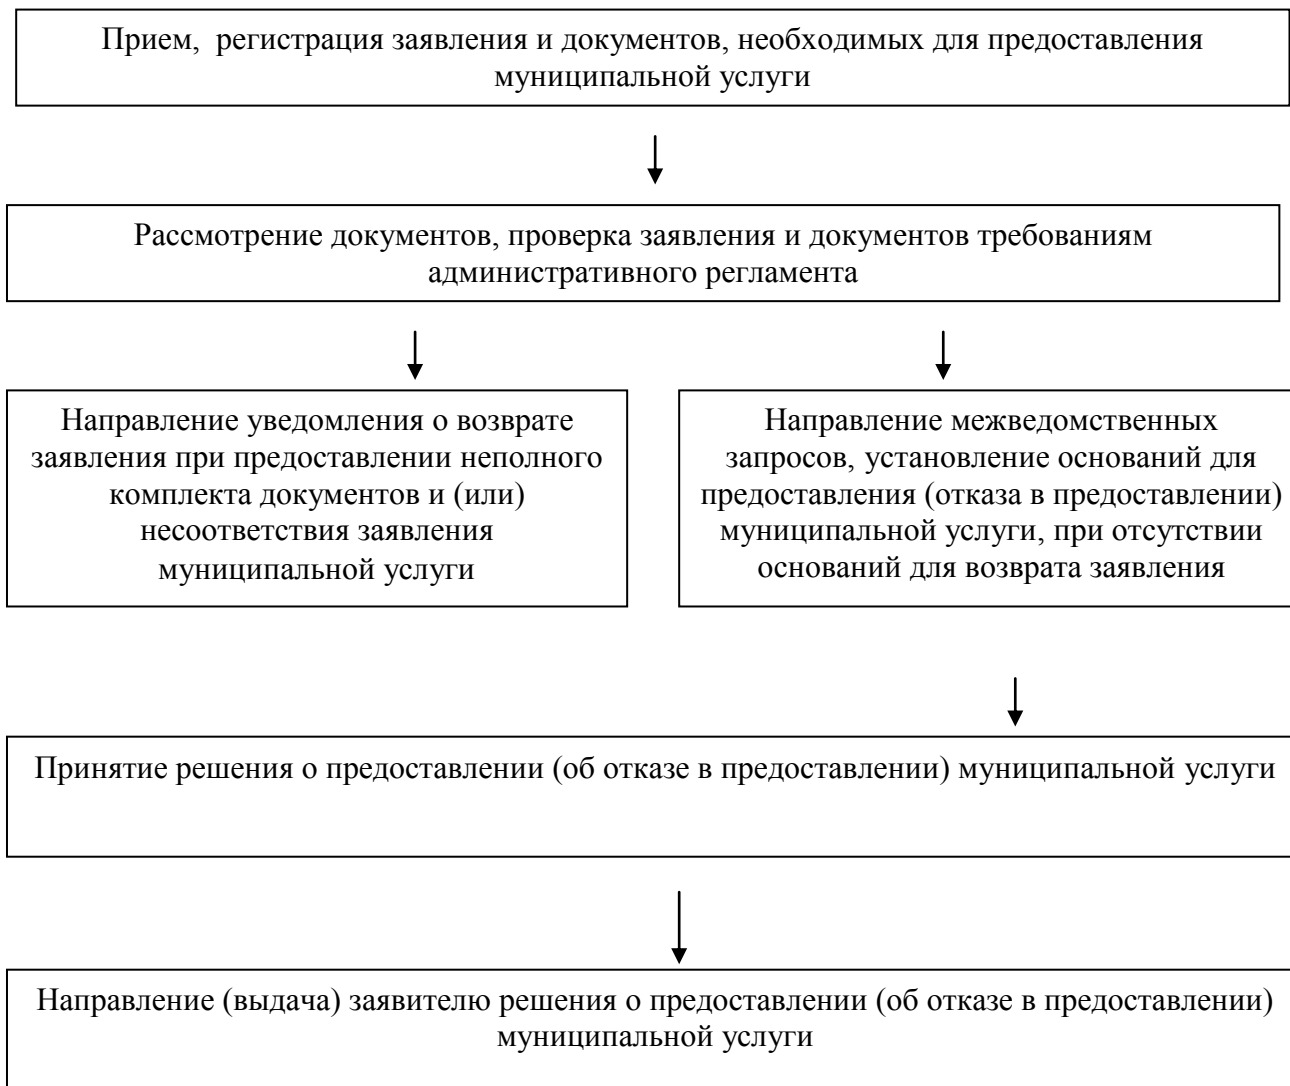 Прием,  регистрация заявления и документов, необходимых для предоставления
муниципальной услуги
Рассмотрение документов, проверка заявления и документов требованиям
административного регламента
Направление уведомления о возврате
заявления при предоставлении неполного
комплекта документов и (или)
несоответствия заявления
муниципальной услуги
Направление межведомственных
запросов, установление оснований для
предоставления (отказа в предоставлении)
муниципальной услуги, при отсутствии
оснований для возврата заявления
Принятие решения о предоставлении (об отказе в предоставлении) муниципальной услуги
Направление (выдача) заявителю решения о предоставлении (об отказе в предоставлении)
муниципальной услуги